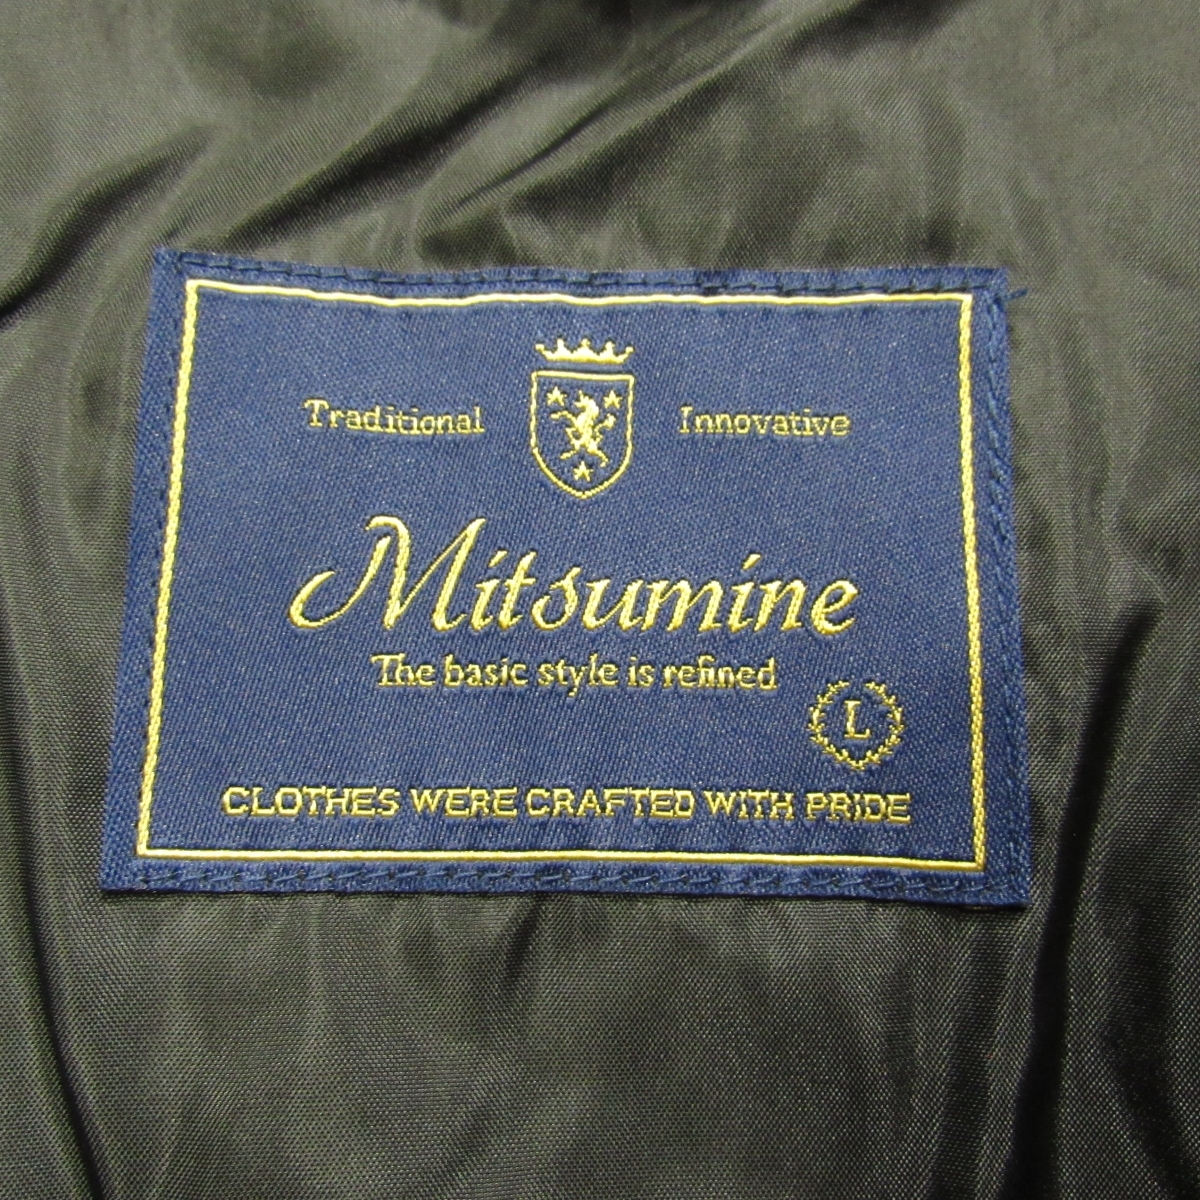 Traditional Innovative
Mitsumine
The basic style is refined
L
CLOTHES WERE CRAFTED WITH PRIDE